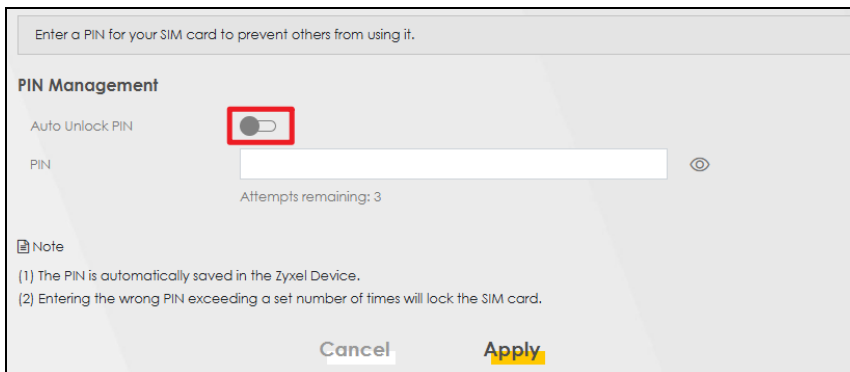 Enter a PIN for your SIM card to prevent others from using it.
PIN Management
Auto Unlock PIN
PIN
Attempts remaining: 3
Note
(1) The PIN is automatically saved in the Zyxel Device.
(2) Entering the wrong PIN exceeding a set number of times will lock the SIM card.
Cancel Apply